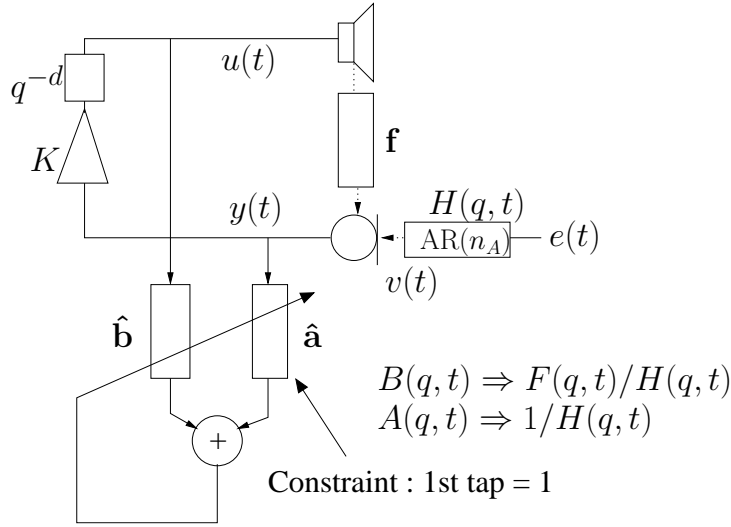 u(t)
q^{-d}
f
K
y(t)
H(q, t)
AR(n_A)
e(t)
v(t)
b̂
â
B(q, t) ⇒ F(q, t)/H(q, t)
A(q, t) ⇒ 1/H(q, t)
+
Constraint : 1st tap = 1